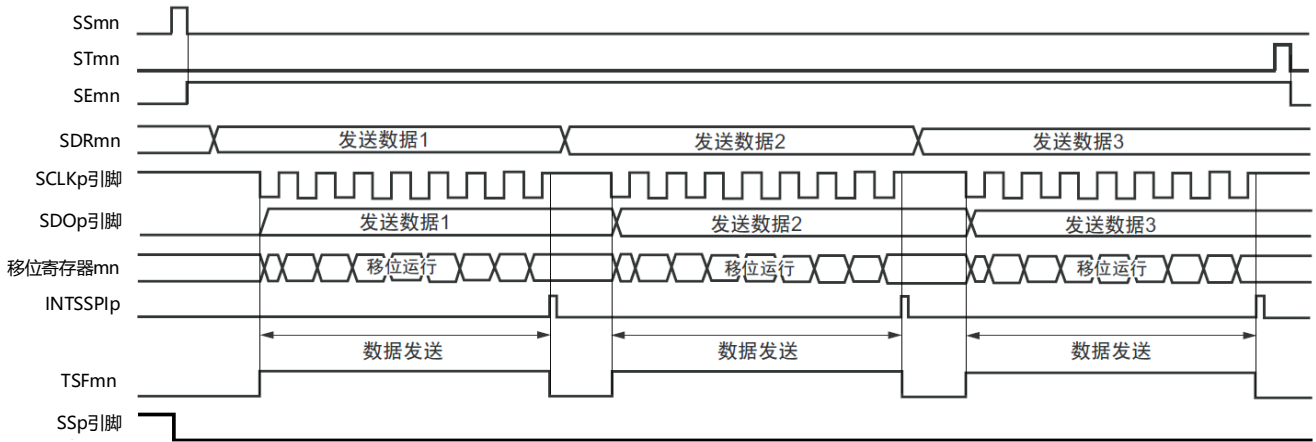 SSmn
STmn
SEmn
SDRmn 发送数据1 发送数据2 发送数据3
SCLKp引脚
SDOp引脚 发送数据1 发送数据2 发送数据3
移位寄存器mn 移位运行 移位运行 移位运行
INTSSPIp
数据发送 数据发送 数据发送
TSFmn
SSp引脚